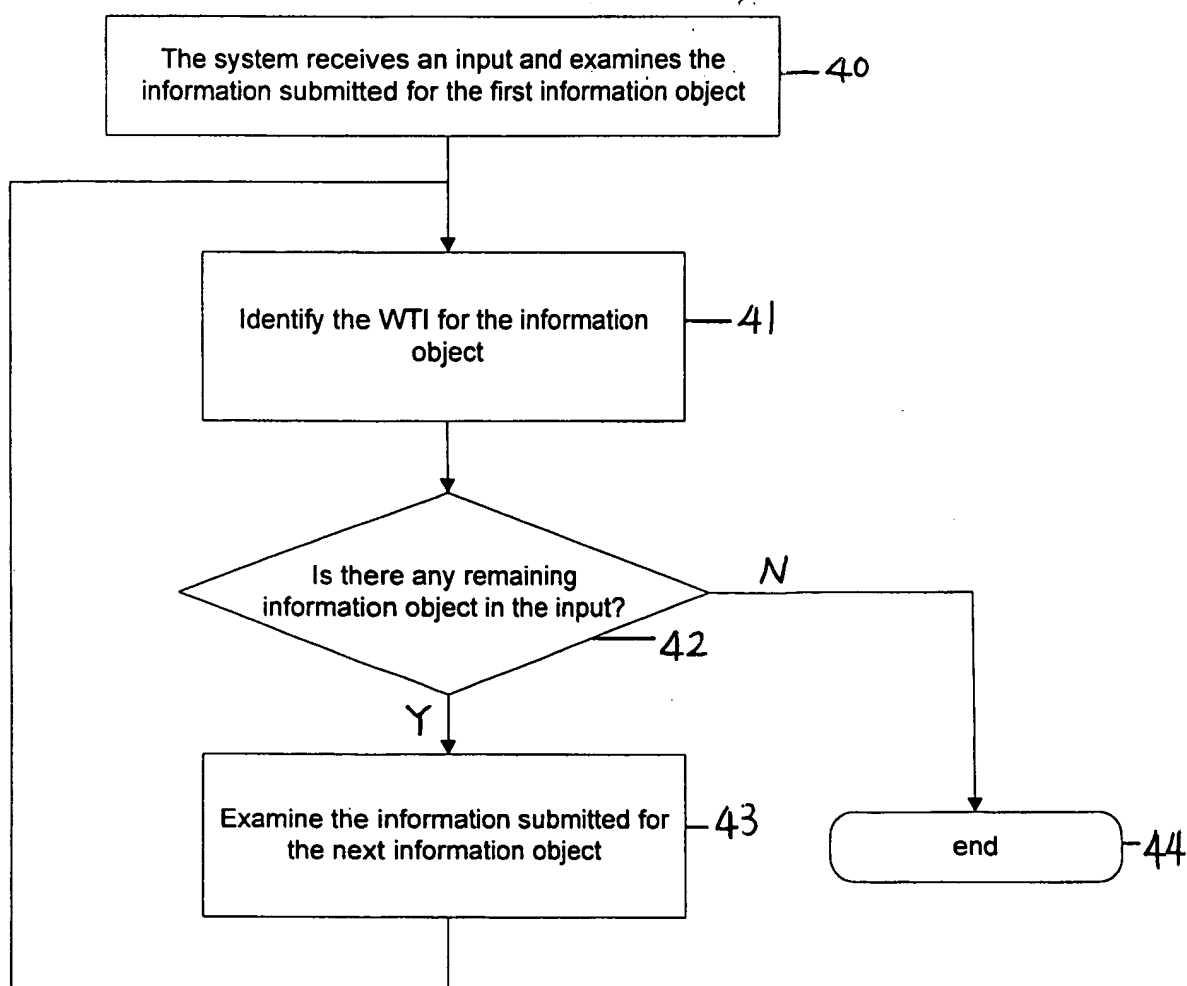 The system receives an input and examines the
information submitted for the first information object
40
Identify the WTI for the information
object
41
Is there any remaining
information object in the input?
N
42
Y
Examine the information submitted for
the next information object
43
end
44